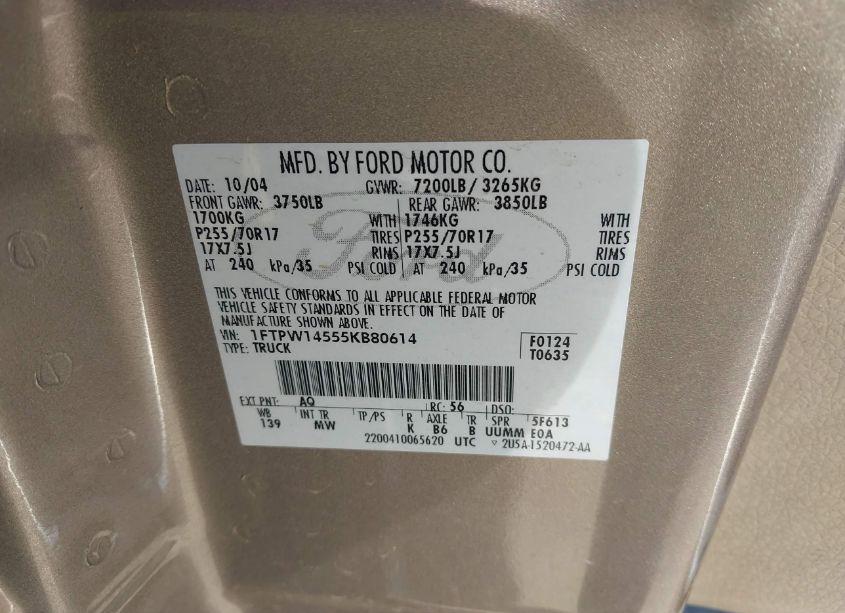 MFD. BY FORD MOTOR CO.
DATE: 10/04 GVWR: 7200LB/ 3265KG
FRONT GAWR: 3750LB REAR GAWR: 3850LB
1700KG WITH 1746KG WITH
P255/70R17 TIRES P255/70R17 TIRES
17X7.5J RIMS 17X7.5J RIMS
AT 240 kPa/35 PSI COLD AT 240 kPa/35 PSI COLD
Ford
THIS VEHICLE CONFORMS TO ALL APPLICABLE FEDERAL MOTOR
VEHICLE SAFETY STANDARDS IN EFFECT ON THE DATE OF
MANUFACTURE SHOWN ABOVE.
VIN: 1FTPW14555KB80614 F0124
TYPE: TRUCK T0635
EXT PNT: AQ RC: 56 DSO:
WB INT TR TP/PS R AXLE TR SPR 5F613
139 MW K B6 B UUMM EOA
2200410065620 UTC ▽ 2U5A-1520472-AA